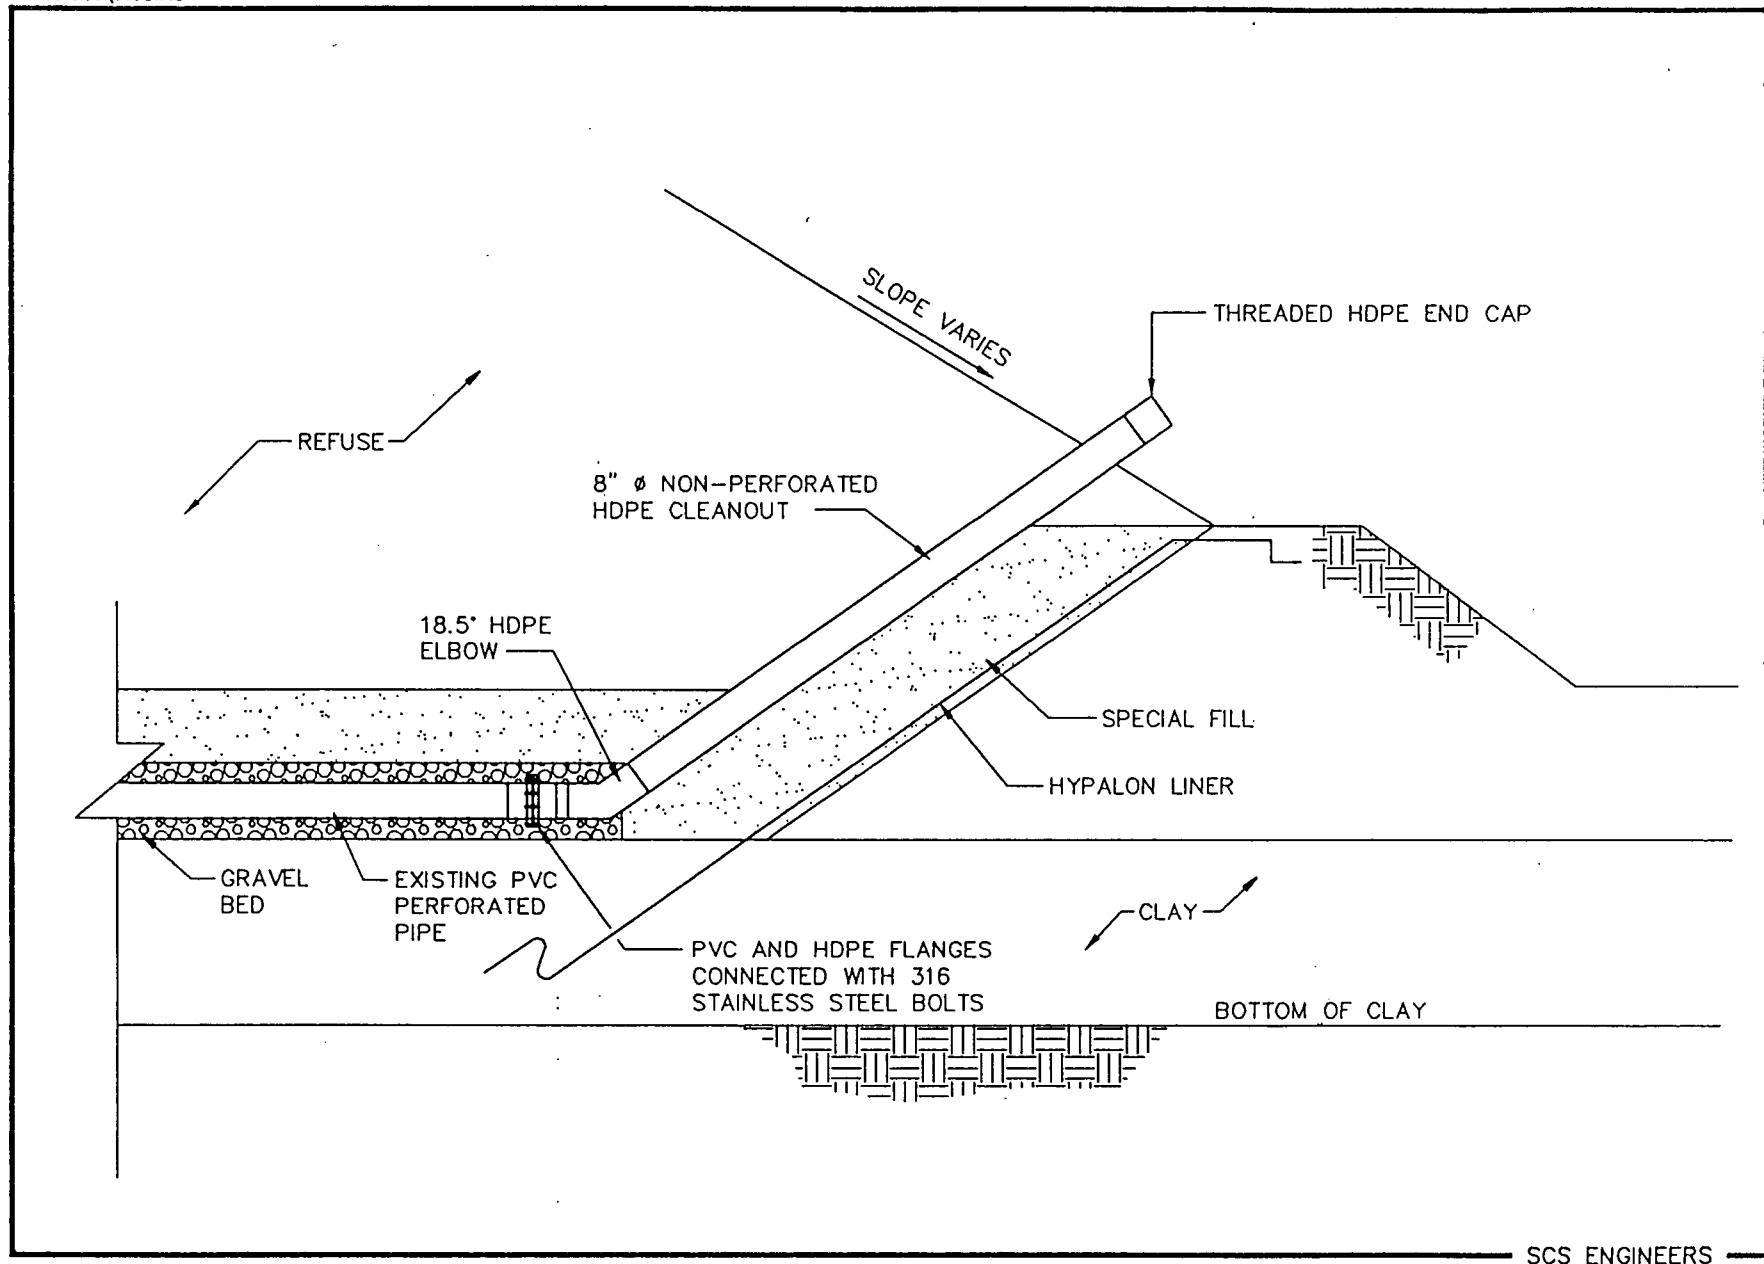 SLOPE VARIES
THREADED HDPE END CAP
REFUSE
8" ø NON-PERFORATED
HDPE CLEANOUT
18.5° HDPE
ELBOW
SPECIAL FILL
HYPALON LINER
GRAVEL
BED
EXISTING PVC
PERFORATED
PIPE
CLAY
PVC AND HDPE FLANGES
CONNECTED WITH 316
STAINLESS STEEL BOLTS
BOTTOM OF CLAY
SCS ENGINEERS